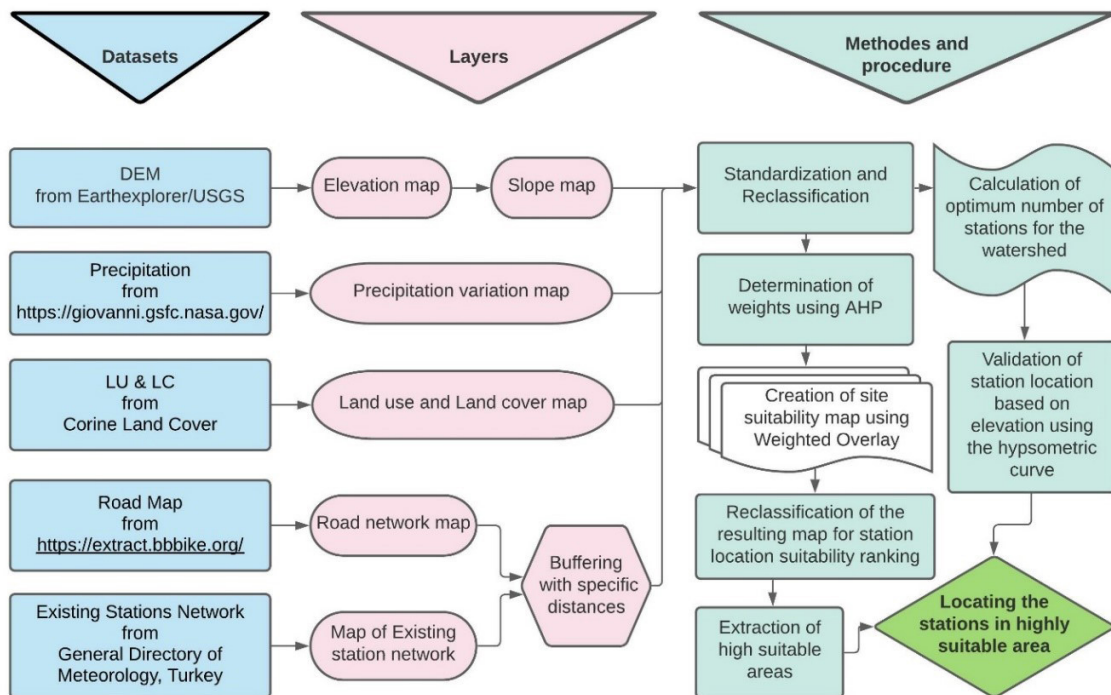 Datasets
Layers
Methodes and
procedure
DEM
from Earthexplorer/USGS
Elevation map
Slope map
Standardization and
Reclassification
Calculation of
optimum number of
stations for the
watershed
Precipitation
from
https://giovanni.gsfc.nasa.gov/
Precipitation variation map
Determination of
weights using AHP
LU & LC
from
Corine Land Cover
Land use and Land cover map
Creation of site
suitability map using
Weighted Overlay
Validation of
station location
based on
elevation using
the hypsometric
curve
Road Map
from
https://extract.bbbike.org/
Road network map
Buffering
with specific
distances
Reclassification of the
resulting map for station
location suitability ranking
Existing Stations Network
from
General Directory of
Meteorology, Turkey
Map of Existing
station network
Extraction of
high suitable
areas
Locating the
stations in highly
suitable area